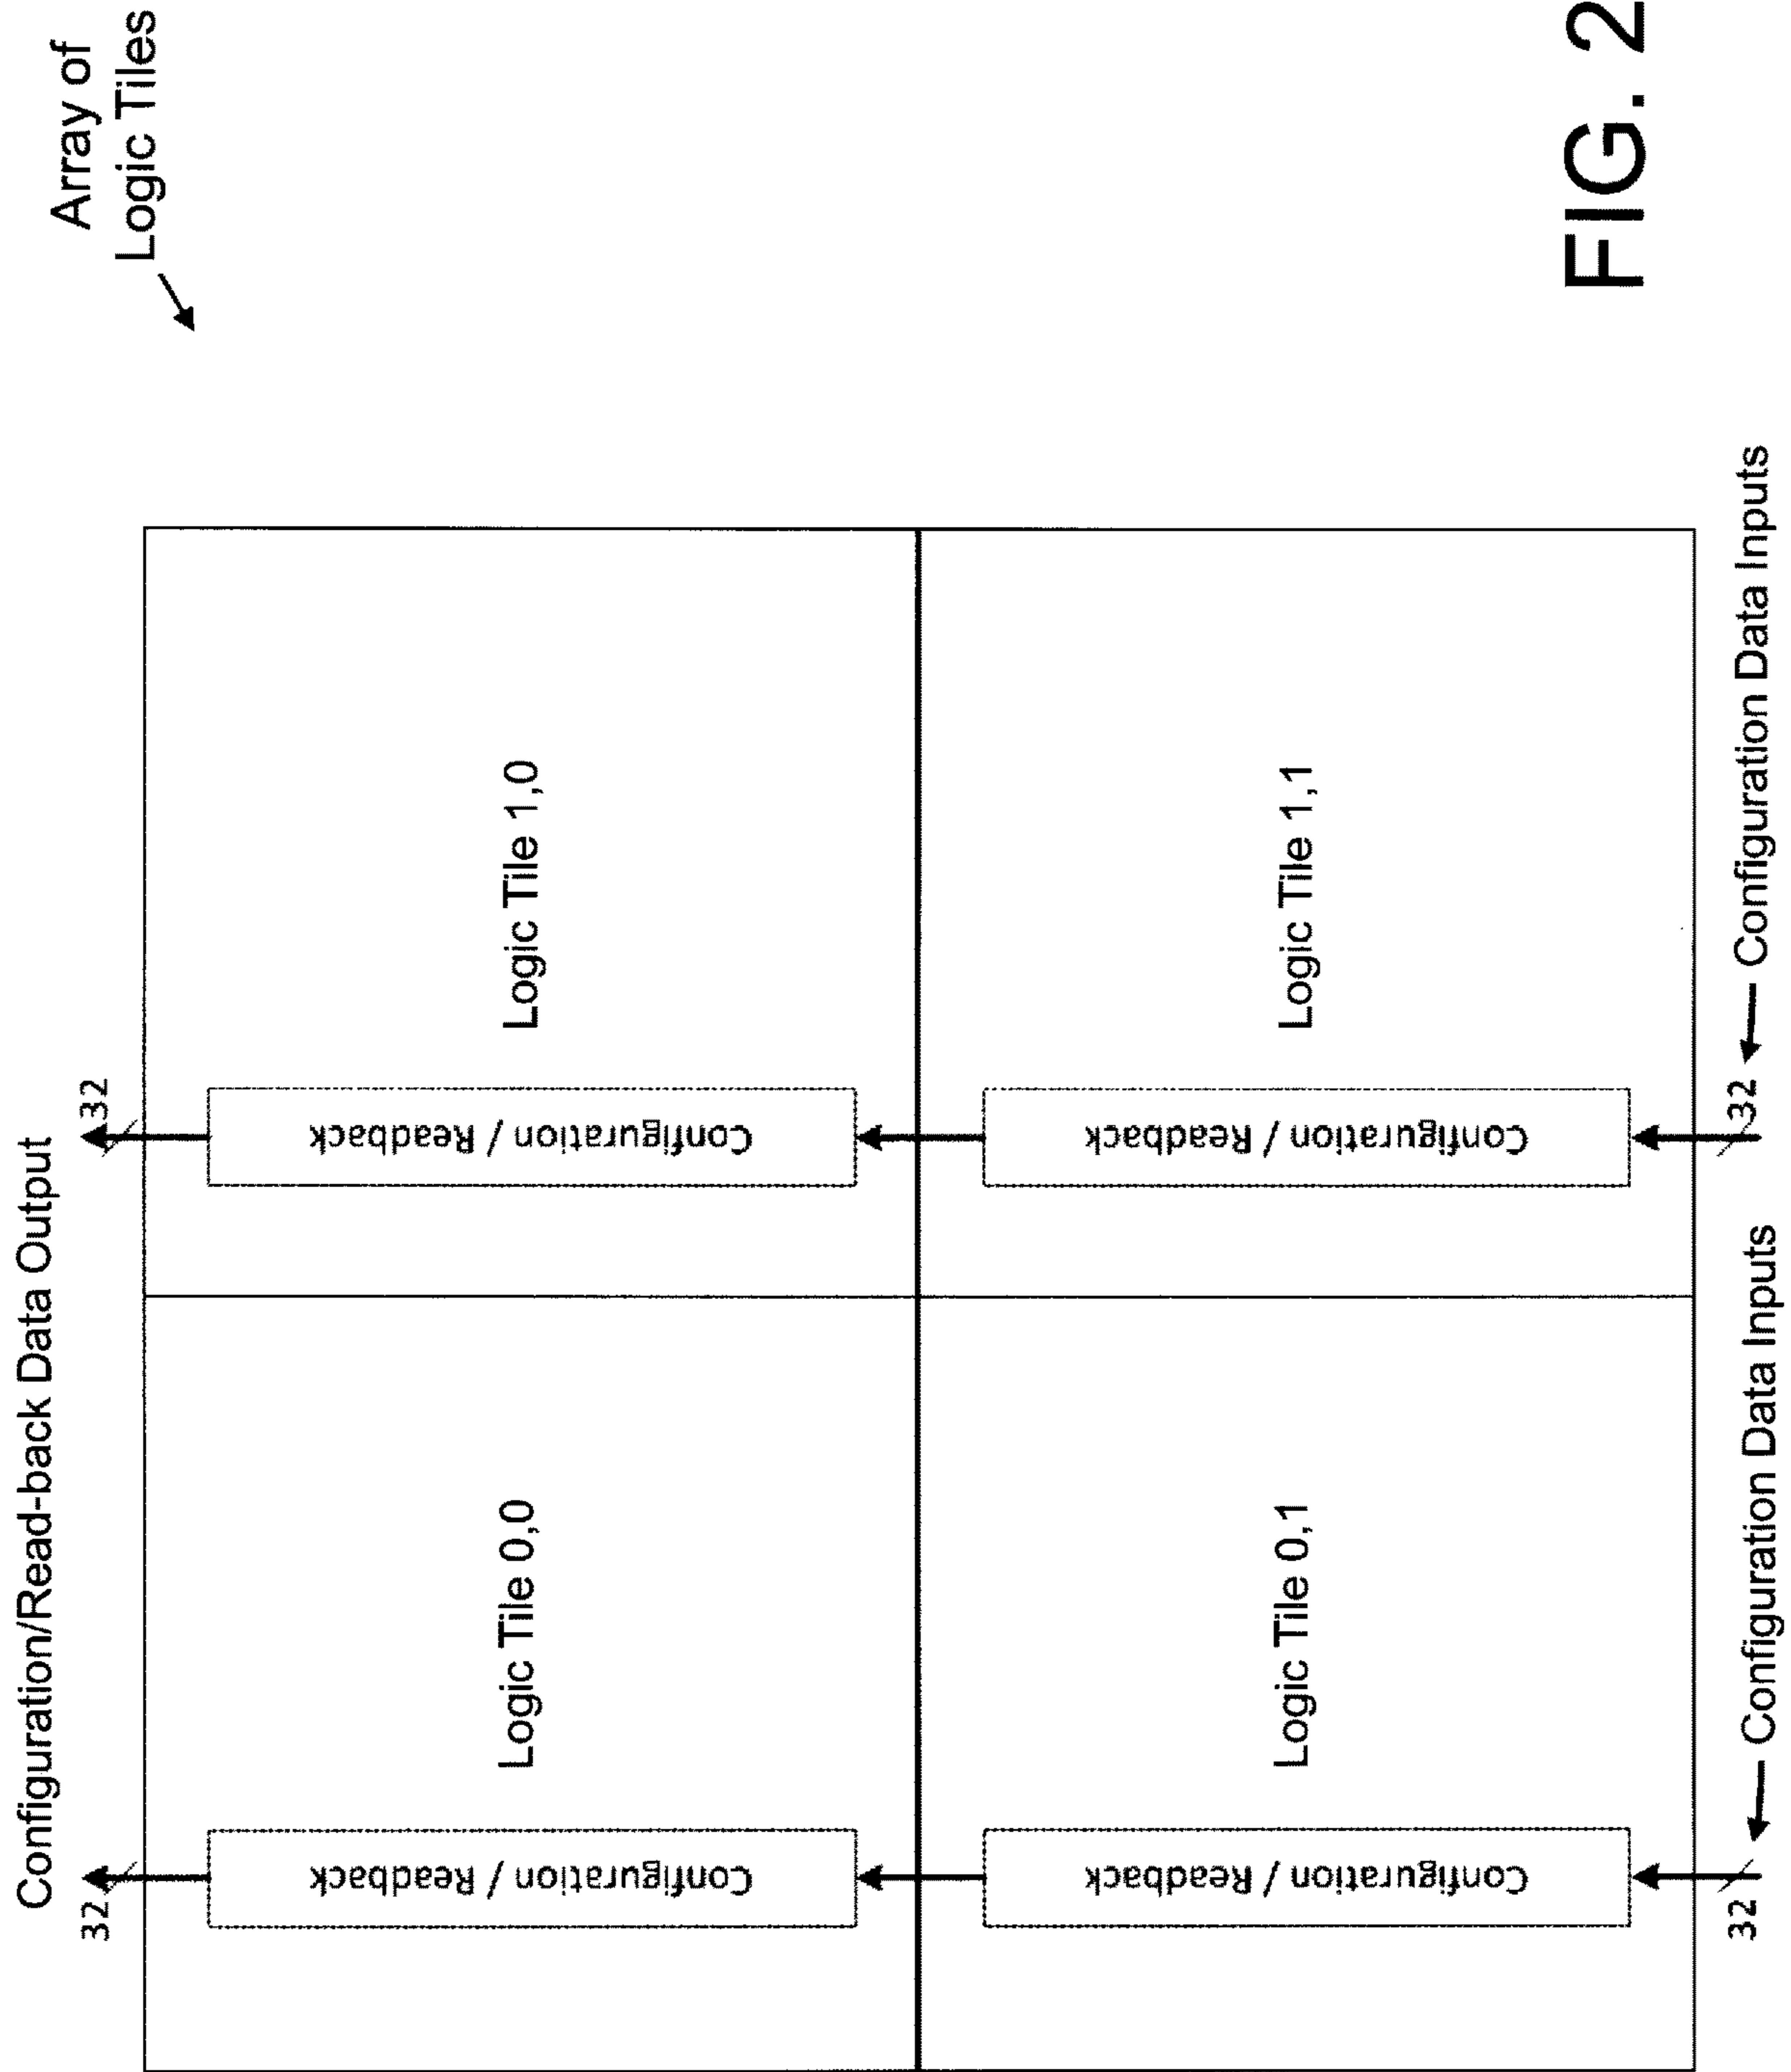 Configuration/Read-back Data Output
Array of
Logic Tiles
32
32
Configuration / Readback
Logic Tile 0,0
Configuration / Readback
Logic Tile 1,0
Configuration / Readback
Logic Tile 0,1
Configuration / Readback
Logic Tile 1,1
32
Configuration Data Inputs
32
Configuration Data Inputs
FIG. 2